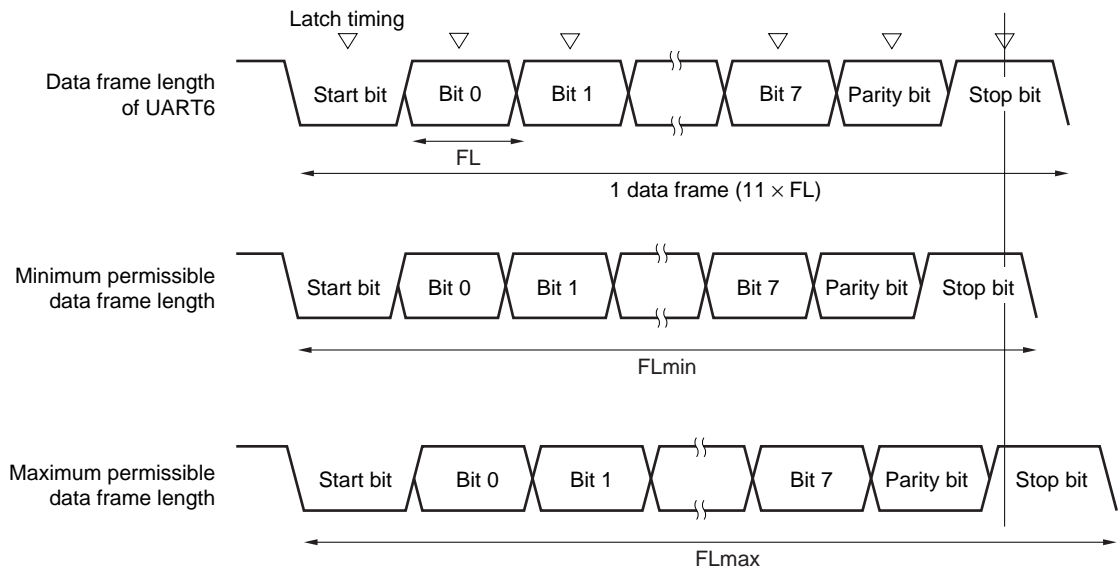 Latch timing
Data frame length
of UART6
Start bit
Bit 0
Bit 1
Bit 7
Parity bit
Stop bit
FL
1 data frame (11 × FL)
Minimum permissible
data frame length
Start bit
Bit 0
Bit 1
Bit 7
Parity bit
Stop bit
FLmin
Maximum permissible
data frame length
Start bit
Bit 0
Bit 1
Bit 7
Parity bit
Stop bit
FLmax